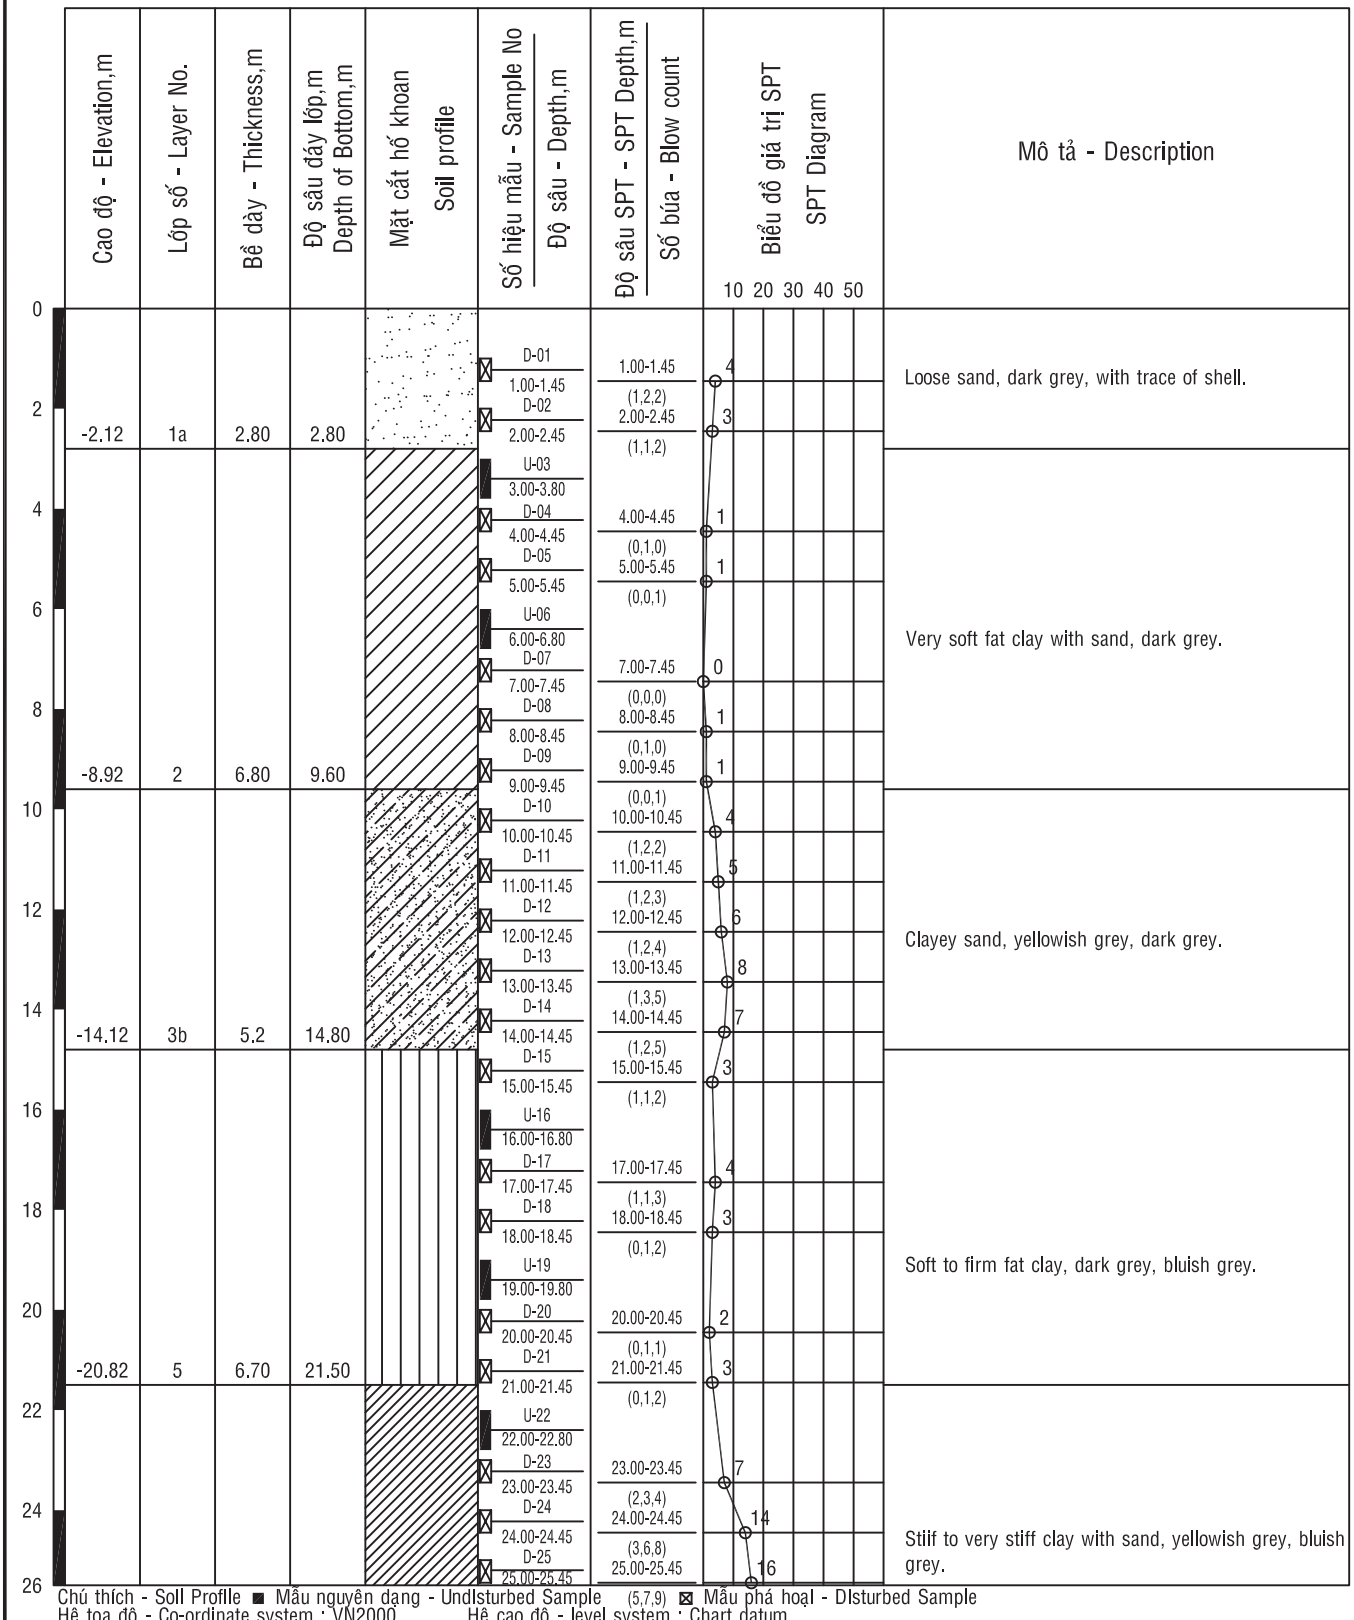 Cao độ - Elevation,m
Lớp số - Layer No.
Bề dày - Thickness,m
Độ sâu đáy lớp,m
Depth of Bottom,m
Mặt cắt hố khoan
Soil profile
Số hiệu mẫu - Sample No
Độ sâu - Depth,m
Độ sâu SPT - SPT Depth,m
Số búa - Blow count
Biểu đồ giá trị SPT
SPT Diagram
10 20 30 40 50
Mô tả - Description
0
D-01
1.00-1.45
1.00-1.45
(1,2,2)
4
Loose sand, dark grey, with trace of shell.
2
D-02
2.00-2.45
2.00-2.45
(1,1,2)
3
-2.12 1a 2.80 2.80
U-03
3.00-3.80
4
D-04
4.00-4.45
4.00-4.45
(0,1,0)
1
D-05
5.00-5.45
5.00-5.45
(0,0,1)
1
6
U-06
6.00-6.80
Very soft fat clay with sand, dark grey.
D-07
7.00-7.45
7.00-7.45
(0,0,0)
0
8
D-08
8.00-8.45
8.00-8.45
(0,1,0)
1
D-09
9.00-9.45
9.00-9.45
(0,0,1)
1
-8.92 2 6.80 9.60
10
D-10
10.00-10.45
10.00-10.45
(1,2,2)
4
D-11
11.00-11.45
11.00-11.45
(1,2,3)
5
12
D-12
12.00-12.45
12.00-12.45
(1,2,4)
6
Clayey sand, yellowish grey, dark grey.
D-13
13.00-13.45
13.00-13.45
(1,3,5)
8
14
D-14
14.00-14.45
14.00-14.45
(1,2,5)
7
-14.12 3b 5.2 14.80
D-15
15.00-15.45
15.00-15.45
(1,1,2)
3
16
U-16
16.00-16.80
D-17
17.00-17.45
17.00-17.45
(1,1,3)
4
18
D-18
18.00-18.45
18.00-18.45
(0,1,2)
3
U-19
19.00-19.80
Soft to firm fat clay, dark grey, bluish grey.
20
D-20
20.00-20.45
20.00-20.45
(0,1,1)
2
D-21
21.00-21.45
21.00-21.45
(0,1,2)
3
-20.82 5 6.70 21.50
22
U-22
22.00-22.80
D-23
23.00-23.45
23.00-23.45
(2,3,4)
7
24
D-24
24.00-24.45
24.00-24.45
(3,6,8)
14
Stiif to very stiff clay with sand, yellowish grey, bluish
grey.
D-25
25.00-25.45
25.00-25.45
(5,7,9)
16
26
Chú thích - Soil Profile Mẫu nguyên dạng - Undisturbed Sample Mẫu phá hoại - Disturbed Sample
Hệ tọa độ - Co-ordinate system : VN2000 Hệ cao độ - level system : Chart datum